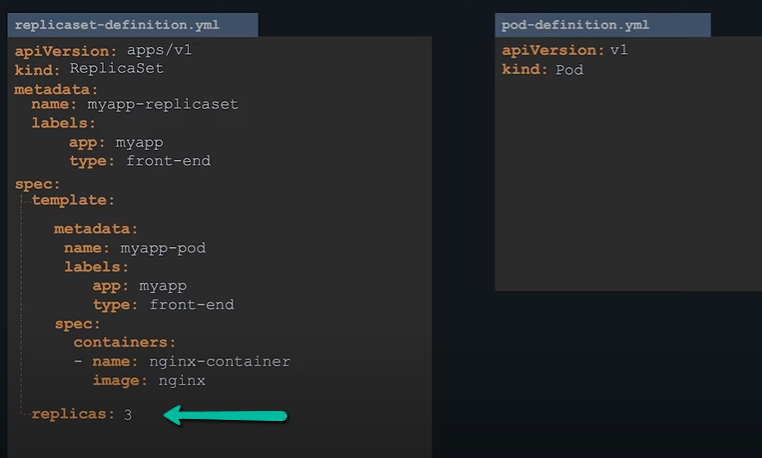 replicaset-definition.yml
apiVersion: apps/v1
kind: ReplicaSet
metadata:
name: myapp-replicaset
labels:
app: myapp
type: front-end
spec:
template:
metadata:
name: myapp-pod
labels:
app: myapp
type: front-end
spec:
containers:
- name: nginx-container
image: nginx
replicas: 3
pod-definition.yml
apiVersion: v1
kind: Pod